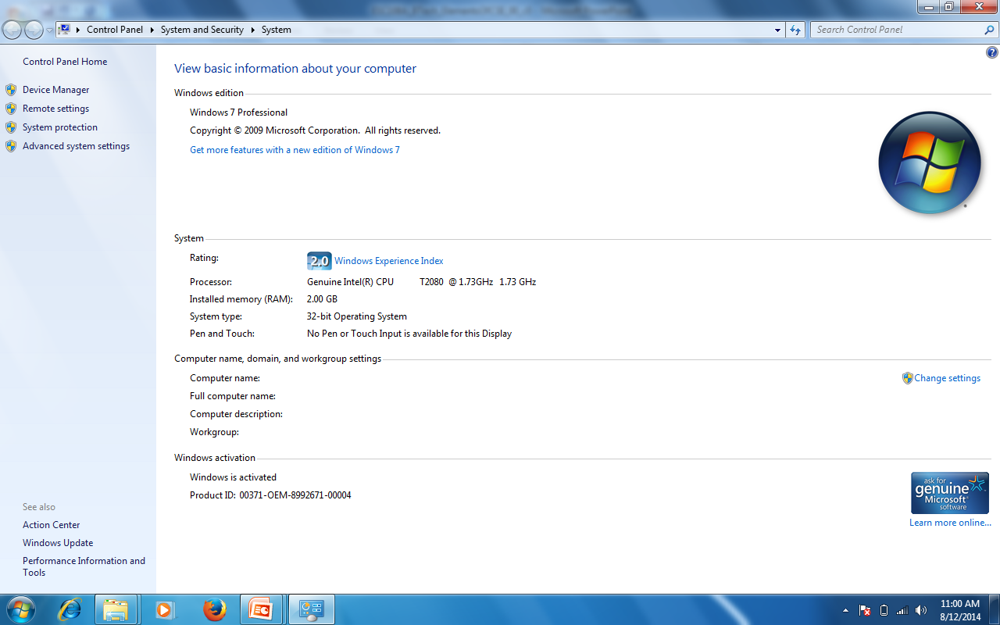 Control Panel System and Security System
Search Control Panel
Control Panel Home
Device Manager
Remote settings
System protection
Advanced system settings
See also
Action Center
Windows Update
Performance Information and
Tools
View basic information about your computer
Windows edition
Windows 7 Professional
Copyright © 2009 Microsoft Corporation. All rights reserved.
Get more features with a new edition of Windows 7
System
Rating: 2.0 Windows Experience Index
Processor: Genuine Intel(R) CPU T2080 @ 1.73GHz 1.73 GHz
Installed memory (RAM): 2.00 GB
System type: 32-bit Operating System
Pen and Touch: No Pen or Touch Input is available for this Display
Computer name, domain, and workgroup settings
Computer name:
Change settings
Full computer name:
Computer description:
Workgroup:
Windows activation
Windows is activated
Product ID: 00371-OEM-8992671-00004
ask for
genuine
Microsoft
software
Learn more online...
11:00 AM
8/12/2014